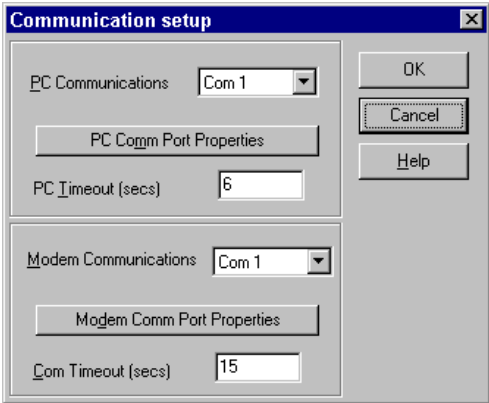 Communication setup
PC Communications Com 1
PC Comm Port Properties
PC Timeout (secs) 6
Modem Communications Com 1
Modem Comm Port Properties
Com Timeout (secs) 15
OK
Cancel
Help